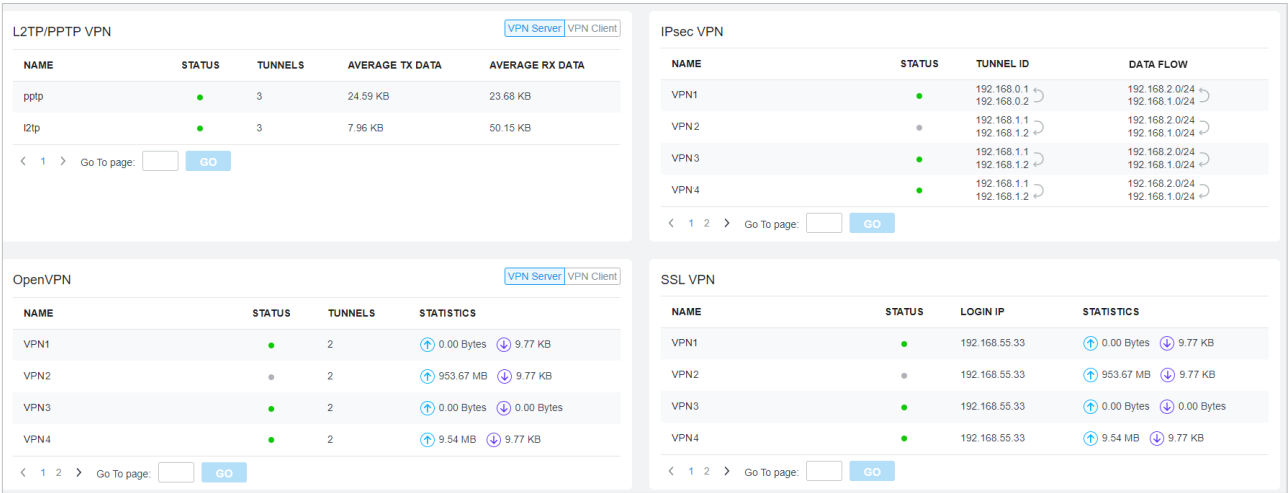 L2TP/PPTP VPN
VPN Server VPN Client
NAME STATUS TUNNELS AVERAGE TX DATA AVERAGE RX DATA
pptp 3 24.59 KB 23.68 KB
l2tp 3 7.96 KB 50.15 KB
1 Go To page: GO
IPsec VPN
NAME STATUS TUNNEL ID DATA FLOW
VPN1 192.168.0.1 192.168.2.0/24
192.168.0.2 192.168.1.0/24
VPN2 192.168.1.1 192.168.2.0/24
192.168.1.2 192.168.1.0/24
VPN3 192.168.1.1 192.168.2.0/24
192.168.1.2 192.168.1.0/24
VPN4 192.168.1.1 192.168.2.0/24
192.168.1.2 192.168.1.0/24
1 2 Go To page: GO
OpenVPN
VPN Server VPN Client
NAME STATUS TUNNELS STATISTICS
VPN1 2 0.00 Bytes 9.77 KB
VPN2 2 953.67 MB 9.77 KB
VPN3 2 0.00 Bytes 0.00 Bytes
VPN4 2 9.54 MB 9.77 KB
1 2 Go To page: GO
SSL VPN
NAME STATUS LOGIN IP STATISTICS
VPN1 192.168.55.33 0.00 Bytes 9.77 KB
VPN2 192.168.55.33 953.67 MB 9.77 KB
VPN3 192.168.55.33 0.00 Bytes 0.00 Bytes
VPN4 192.168.55.33 9.54 MB 9.77 KB
1 2 Go To page: GO